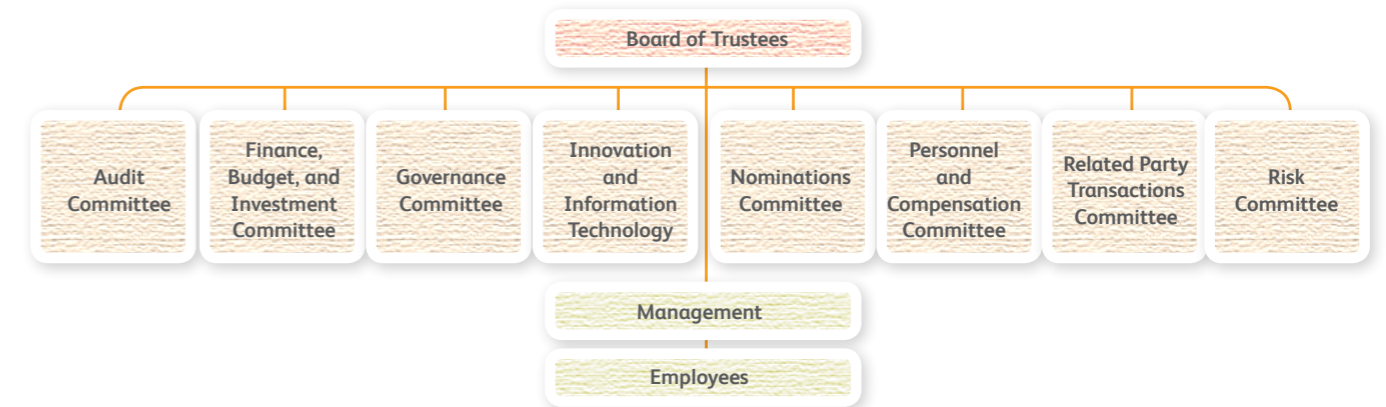 Board of Trustees
Audit
Committee
Finance,
Budget, and
Investment
Committee
Governance
Committee
Innovation
and
Information
Technology
Nominations
Committee
Personnel
and
Compensation
Committee
Related Party
Transactions
Committee
Risk
Committee
Management
Employees